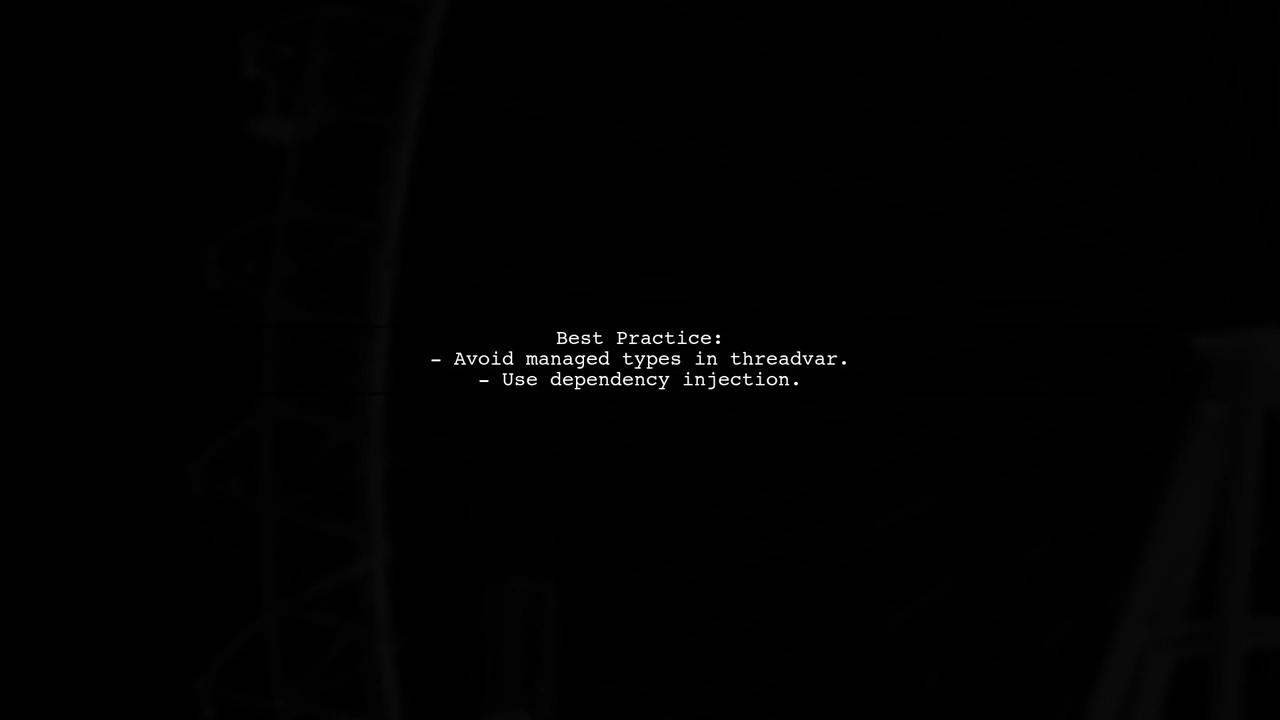 Best Practice:
- Avoid managed types in threadvar.
- Use dependency injection.